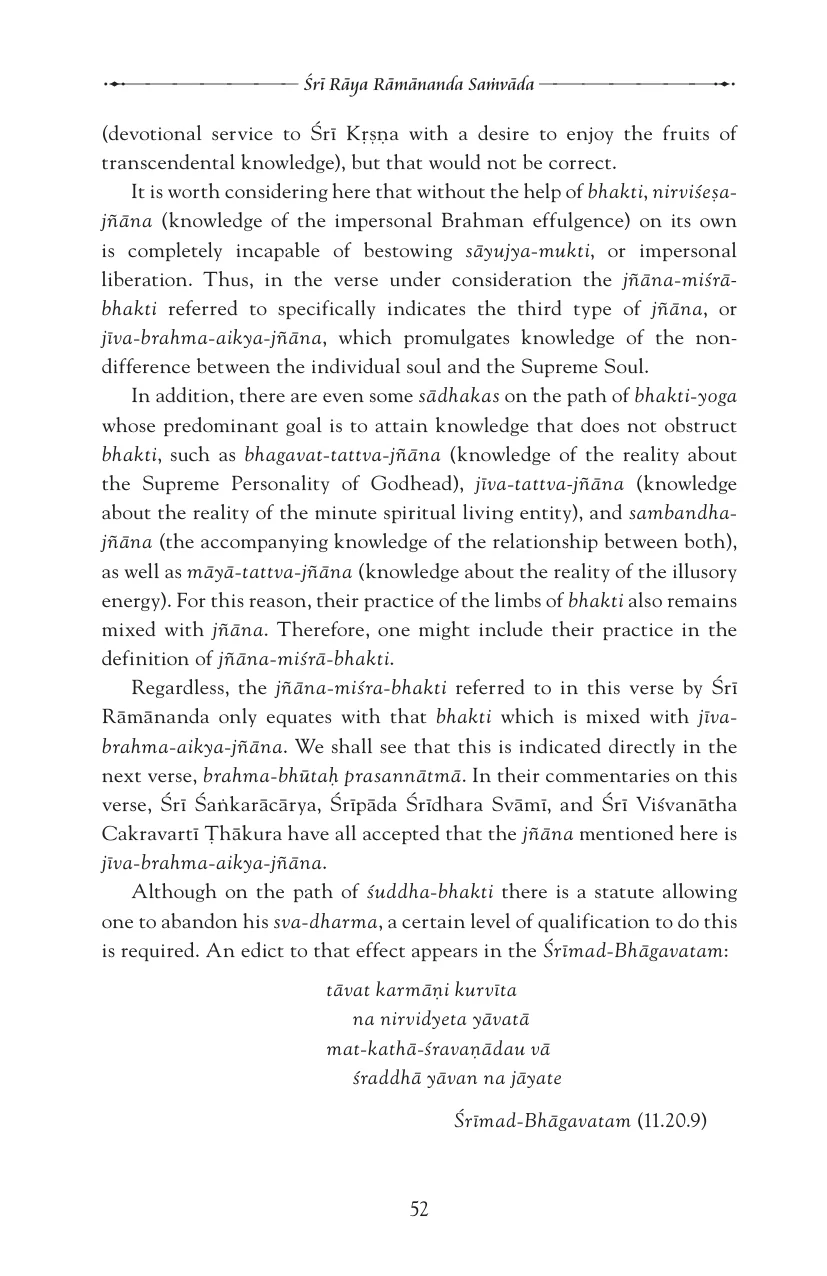 Śrī Rāya Rāmānanda Saṁvāda
(devotional service to Śrī Kṛṣṇa with a desire to enjoy the fruits of
transcendental knowledge), but that would not be correct.
It is worth considering here that without the help of bhakti, nirviśeṣa-
jñāna (knowledge of the impersonal Brahman effulgence) on its own
is completely incapable of bestowing sāyujya-mukti, or impersonal
liberation. Thus, in the verse under consideration the jñāna-miśrā-
bhakti referred to specifically indicates the third type of jñāna, or
jīva-brahma-aikya-jñāna, which promulgates knowledge of the non-
difference between the individual soul and the Supreme Soul.
In addition, there are even some sādhakas on the path of bhakti-yoga
whose predominant goal is to attain knowledge that does not obstruct
bhakti, such as bhagavat-tattva-jñāna (knowledge of the reality about
the Supreme Personality of Godhead), jīva-tattva-jñāna (knowledge
about the reality of the minute spiritual living entity), and sambandha-
jñāna (the accompanying knowledge of the relationship between both),
as well as māyā-tattva-jñāna (knowledge about the reality of the illusory
energy). For this reason, their practice of the limbs of bhakti also remains
mixed with jñāna. Therefore, one might include their practice in the
definition of jñāna-miśrā-bhakti.
Regardless, the jñāna-miśra-bhakti referred to in this verse by Śrī
Rāmānanda only equates with that bhakti which is mixed with jīva-
brahma-aikya-jñāna. We shall see that this is indicated directly in the
next verse, brahma-bhūtaḥ prasannātmā. In their commentaries on this
verse, Śrī Śaṅkarācārya, Śrīpāda Śrīdhara Svāmī, and Śrī Viśvanātha
Cakravartī Ṭhākura have all accepted that the jñāna mentioned here is
jīva-brahma-aikya-jñāna.
Although on the path of śuddha-bhakti there is a statute allowing
one to abandon his sva-dharma, a certain level of qualification to do this
is required. An edict to that effect appears in the Śrīmad-Bhāgavatam:
tāvat karmāṇi kurvīta
na nirvidyeta yāvatā
mat-kathā-śravaṇādau vā
śraddhā yāvan na jāyate
Śrīmad-Bhāgavatam (11.20.9)
52